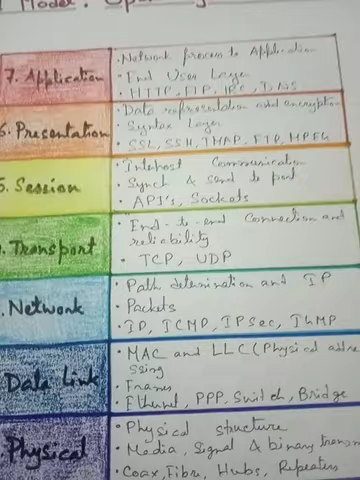 Model: Open
7. Application
• Network process to Application
• End User Layer
• HTTP, FTP, IRC, DNS
6. Presentation
• Data representation and encryption
• Syntax Layer
• SSL, SSH, IMAP, FTP, MPEG
5. Session
• Interhost Communication
• Synch & send to port
• API's, Sockets
. Transport
• End-to-end Connection and
reliability
• TCP, UDP
. Network
• Path determination and IP
• Packets
• IP, ICMP, IPSec, IGMP
Data Link
• MAC and LLC (Physical addre
ssing
• Frames
• Ethernet, PPP, Switch, Bridge
Physical
• Physical structure
• Media, Signal & binary transm
• Coax, Fibre, Hubs, Repeaters